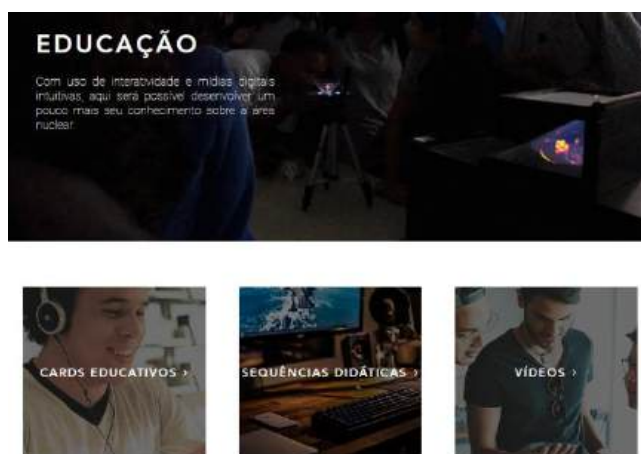 EDUCAÇÃO
Com uso de interatividade e mídias digitais
intuitivas, aqui será possível desenvolver um
pouco mais seu conhecimento sobre a área
nuclear.
CARDS EDUCATIVOS ›
SEQUÊNCIAS DIDÁTICAS ›
VÍDEOS ›